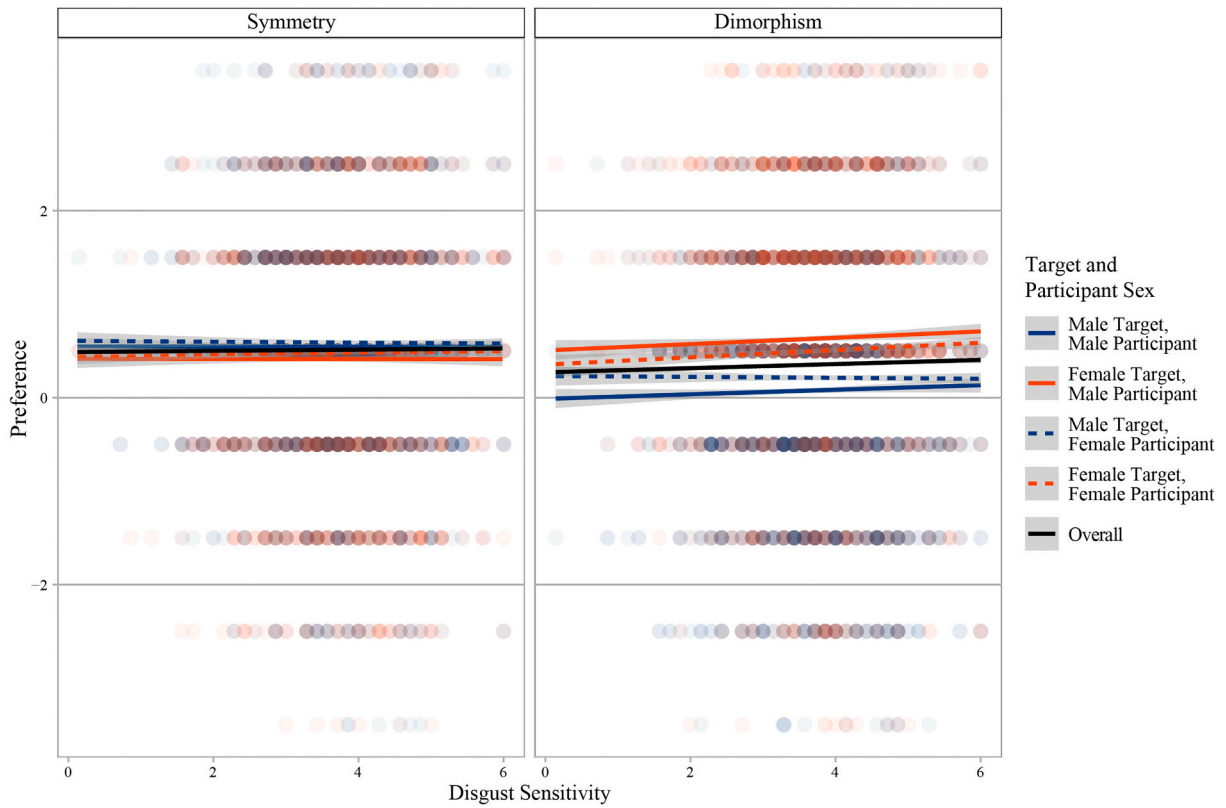 Symmetry
Dimorphism
Preference
2
0
−2
0
2
4
6
0
2
4
6
Disgust Sensitivity
Target and
Participant Sex
Male Target,
Male Participant
Female Target,
Male Participant
Male Target,
Female Participant
Female Target,
Female Participant
Overall